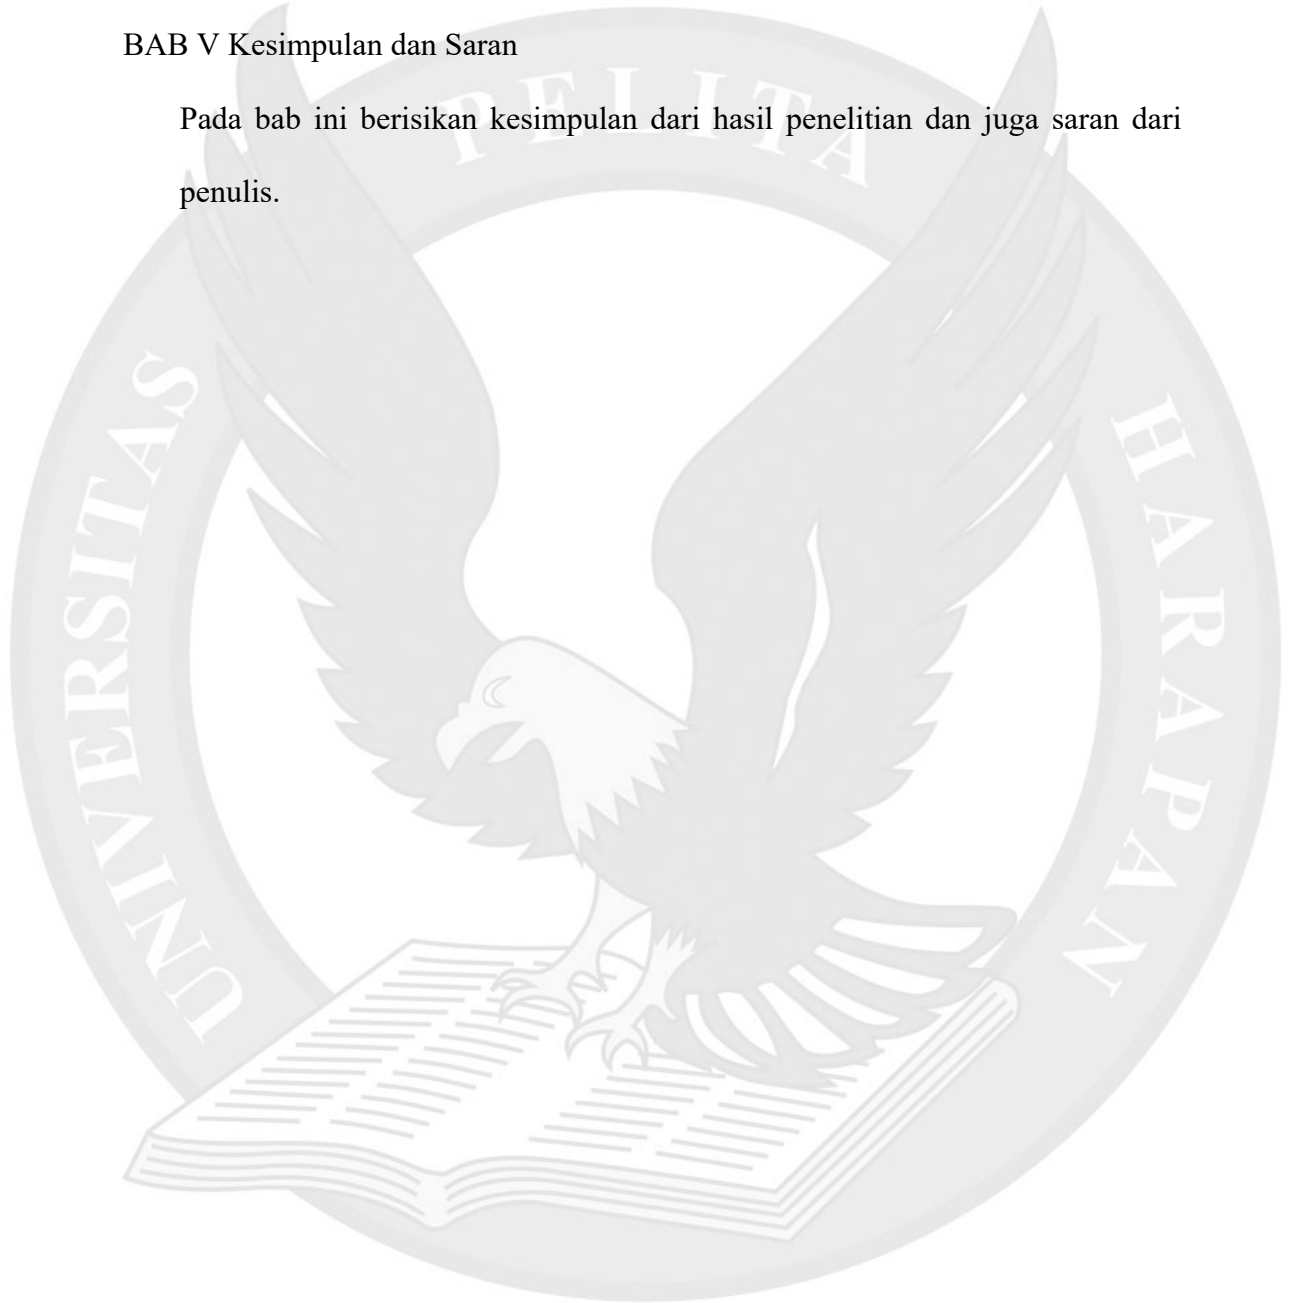 BAB V Kesimpulan dan Saran
Pada bab ini berisikan kesimpulan dari hasil penelitian dan juga saran dari
penulis.
UNIVERSITAS PELITA HARAPAN